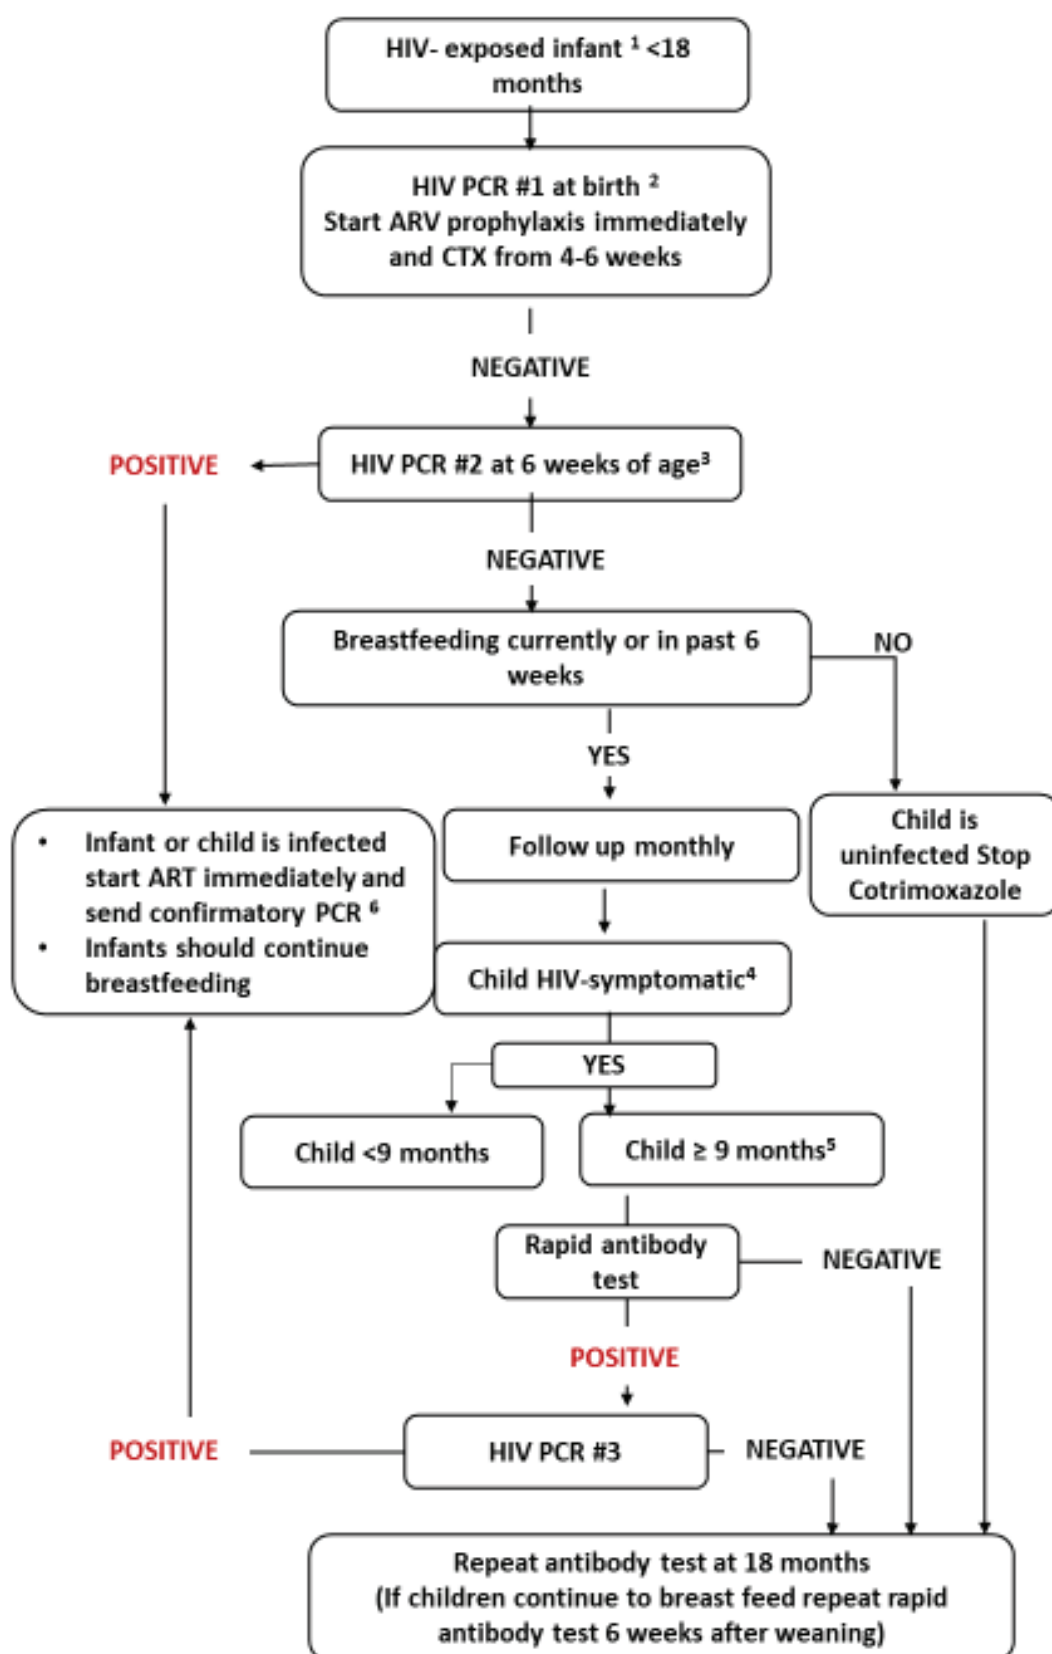 HIV- exposed infant ¹ <18
months
HIV PCR #1 at birth ²
Start ARV prophylaxis immediately
and CTX from 4-6 weeks
NEGATIVE
POSITIVE
HIV PCR #2 at 6 weeks of age³
NEGATIVE
Breastfeeding currently or in past 6
weeks
NO
YES
• Infant or child is infected
start ART immediately and
send confirmatory PCR ⁶
• Infants should continue
breastfeeding
Follow up monthly
Child is
uninfected Stop
Cotrimoxazole
Child HIV-symptomatic⁴
YES
Child <9 months
Child ≥ 9 months⁵
Rapid antibody
test
NEGATIVE
POSITIVE
POSITIVE
HIV PCR #3
NEGATIVE
Repeat antibody test at 18 months
(If children continue to breast feed repeat rapid
antibody test 6 weeks after weaning)